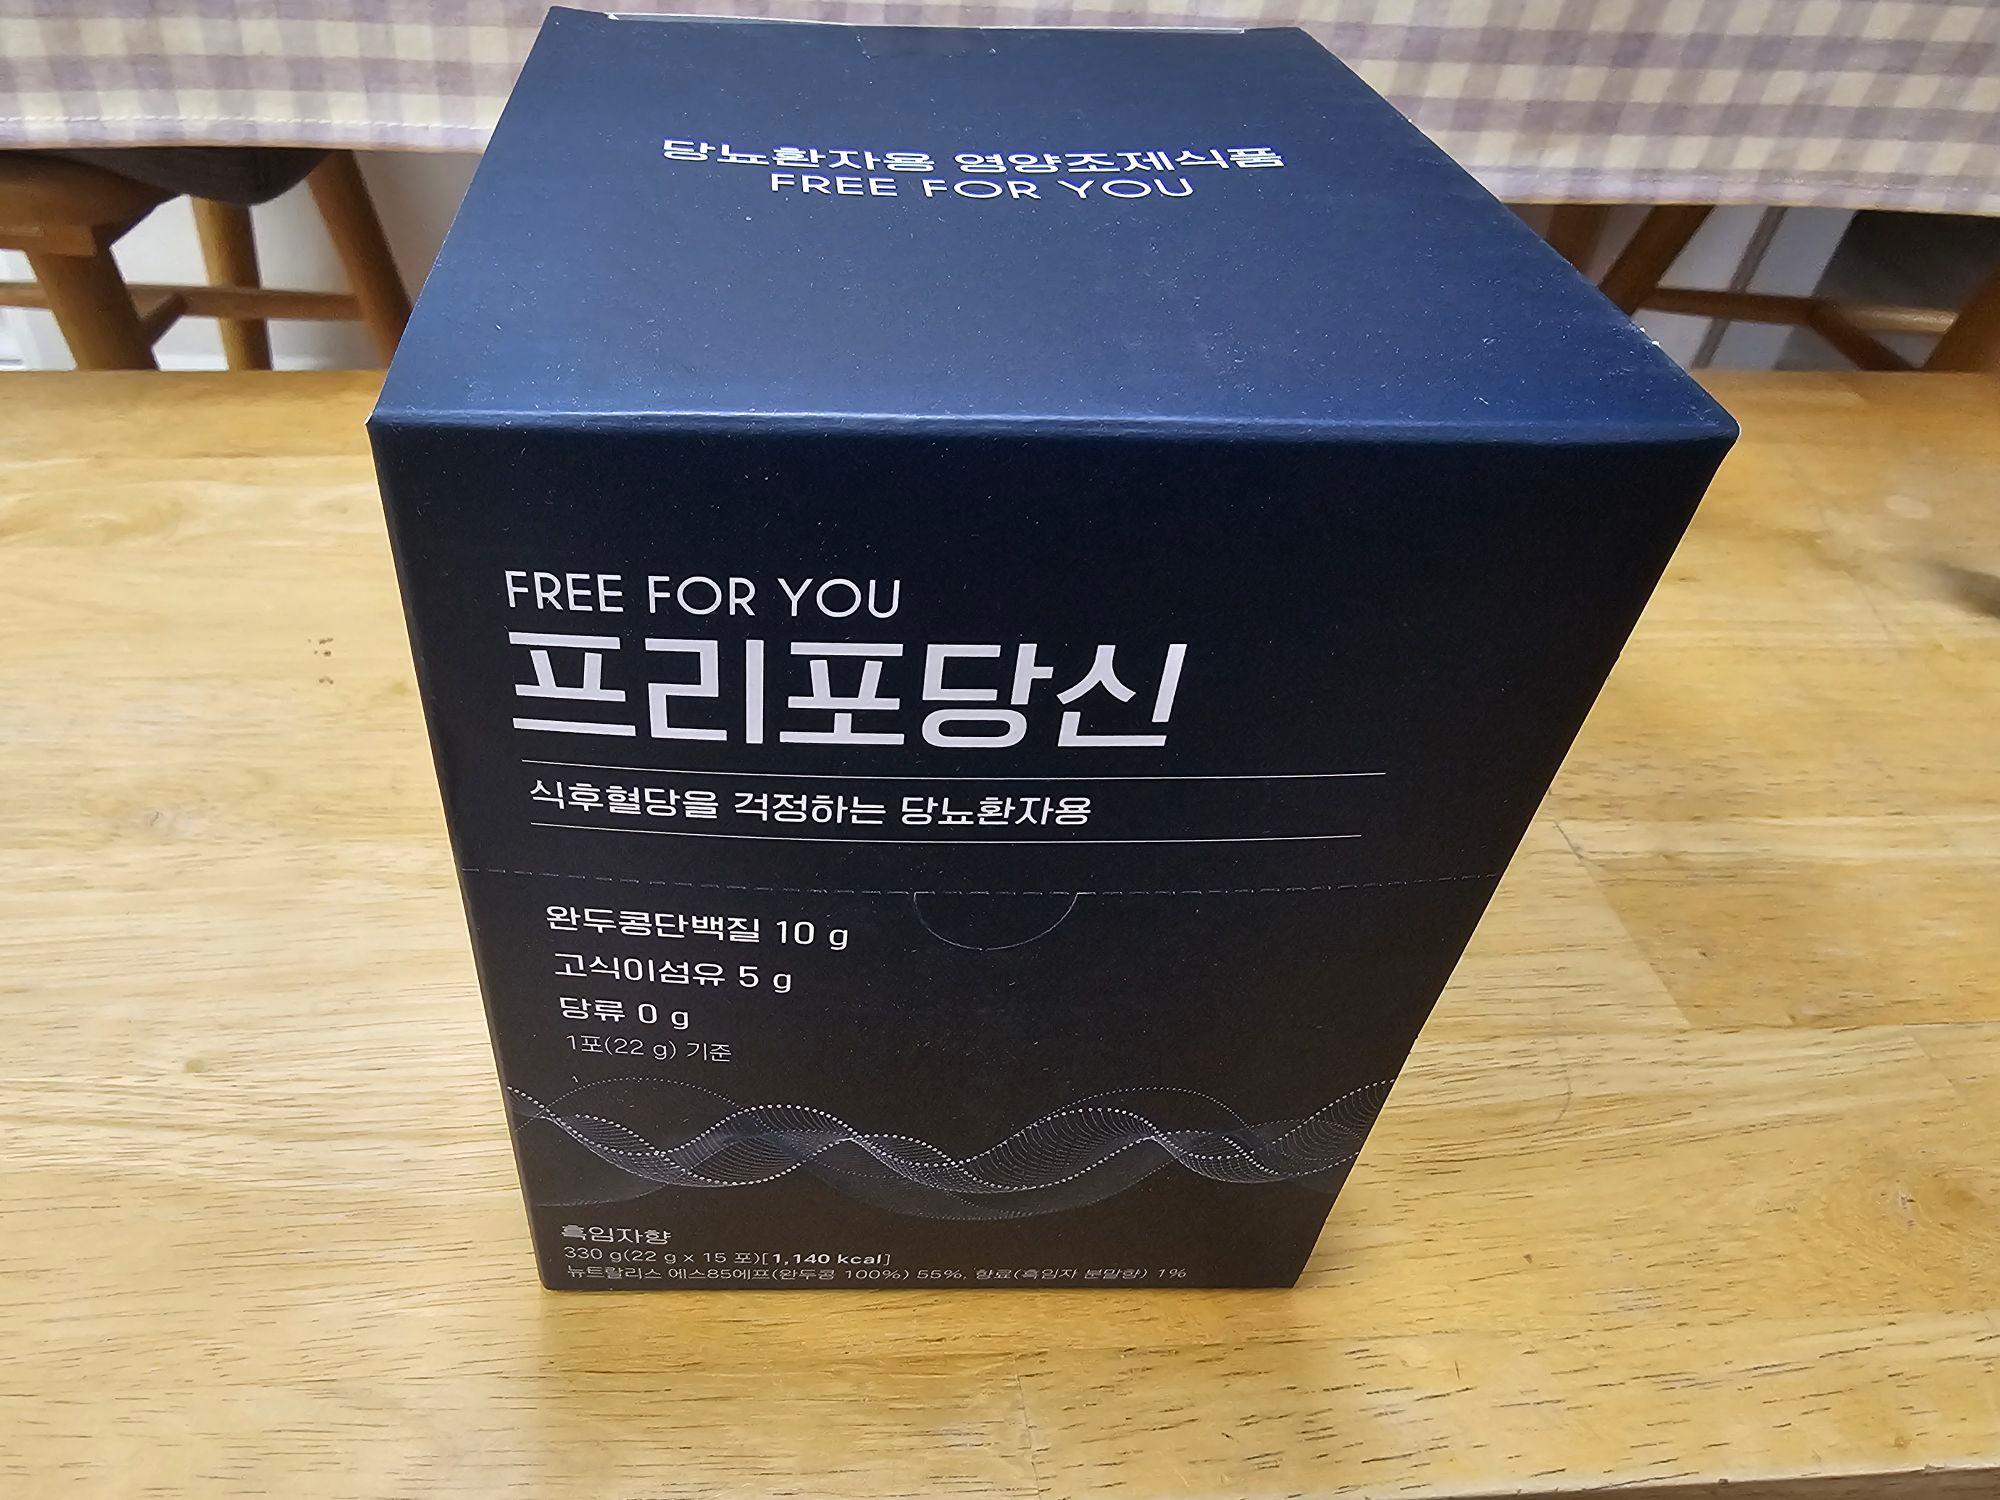 당뇨환자용 영양조제식품
FREE FOR YOU
FREE FOR YOU
프리포당신
식후혈당을 걱정하는 당뇨환자용
완두콩단백질 10 g
고식이섬유 5 g
당류 0 g
1포(22 g) 기준
흑임자향
330 g(22 g x 15 포)[1,140 kcal]
뉴트랄리스 에스85에프(완두콩 100%) 55%, 향료(흑임자 분말향) 1%